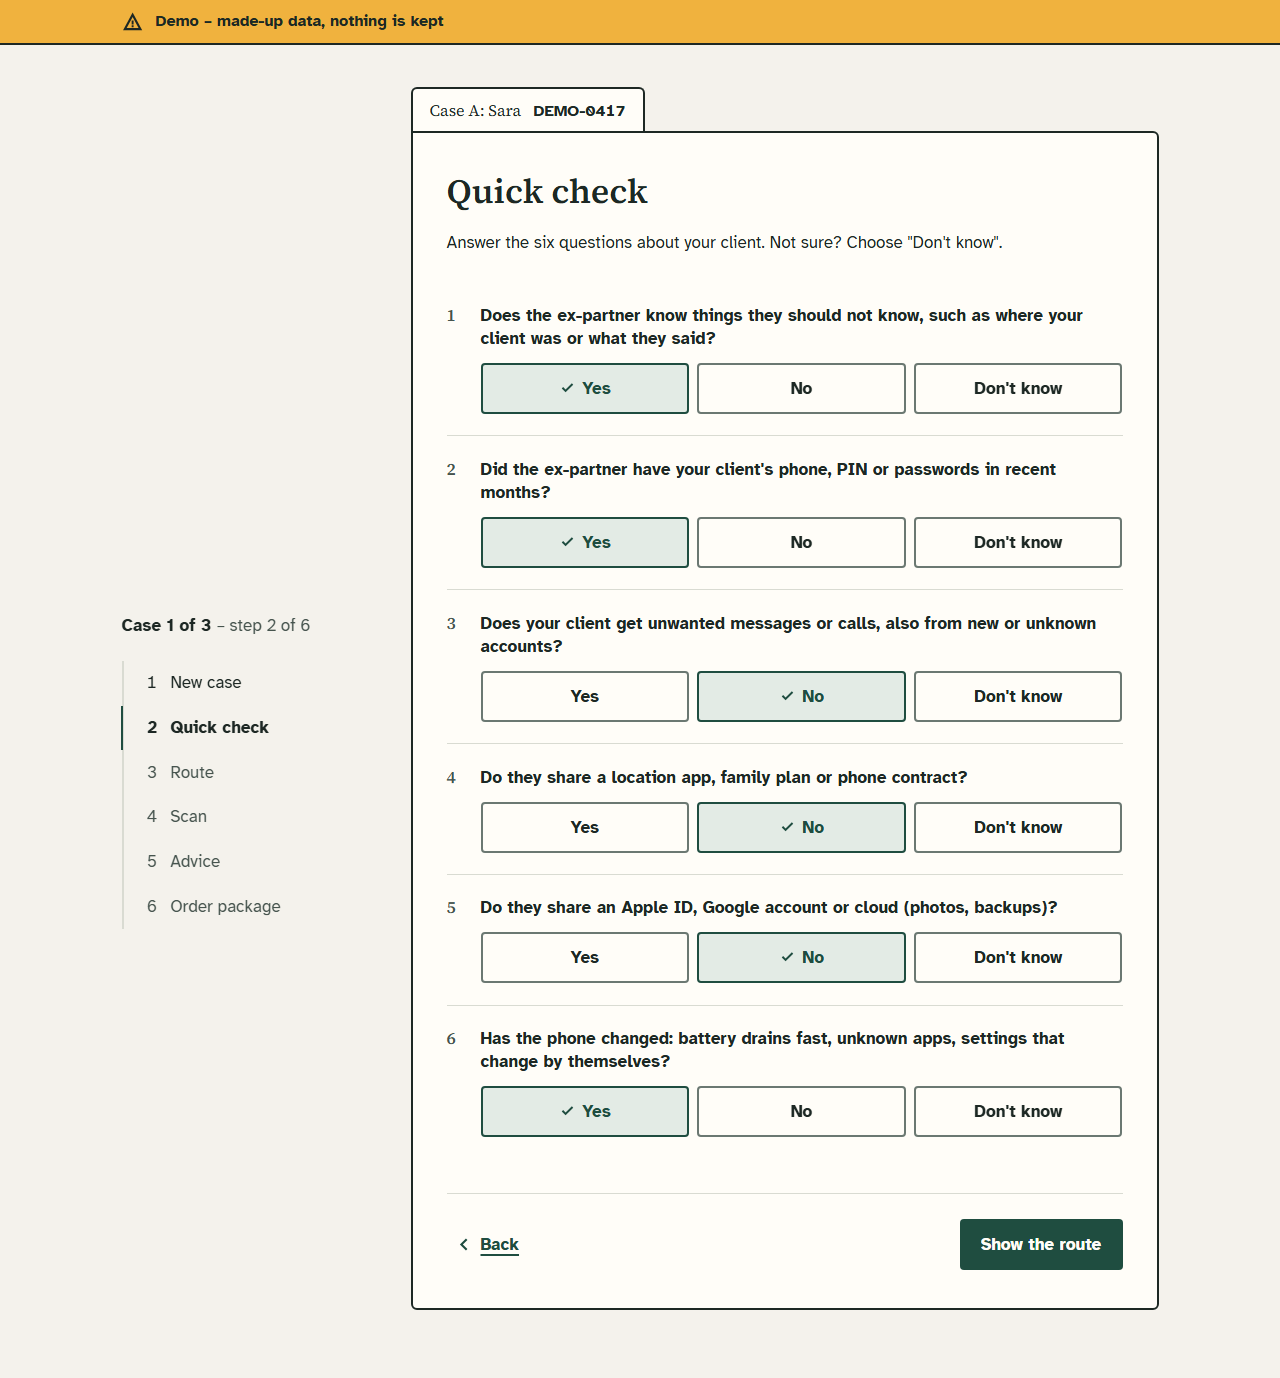 Demo – made-up data, nothing is kept
Case A: Sara DEMO-0417
Quick check
Answer the six questions about your client. Not sure? Choose "Don't know".
1 Does the ex-partner know things they should not know, such as where your
client was or what they said?
Yes No Don't know
2 Did the ex-partner have your client's phone, PIN or passwords in recent
months?
Yes No Don't know
3 Does your client get unwanted messages or calls, also from new or unknown
accounts?
Yes No Don't know
4 Do they share a location app, family plan or phone contract?
Yes No Don't know
5 Do they share an Apple ID, Google account or cloud (photos, backups)?
Yes No Don't know
6 Has the phone changed: battery drains fast, unknown apps, settings that
change by themselves?
Yes No Don't know
Back
Show the route
Case 1 of 3 – step 2 of 6
1 New case
2 Quick check
3 Route
4 Scan
5 Advice
6 Order package